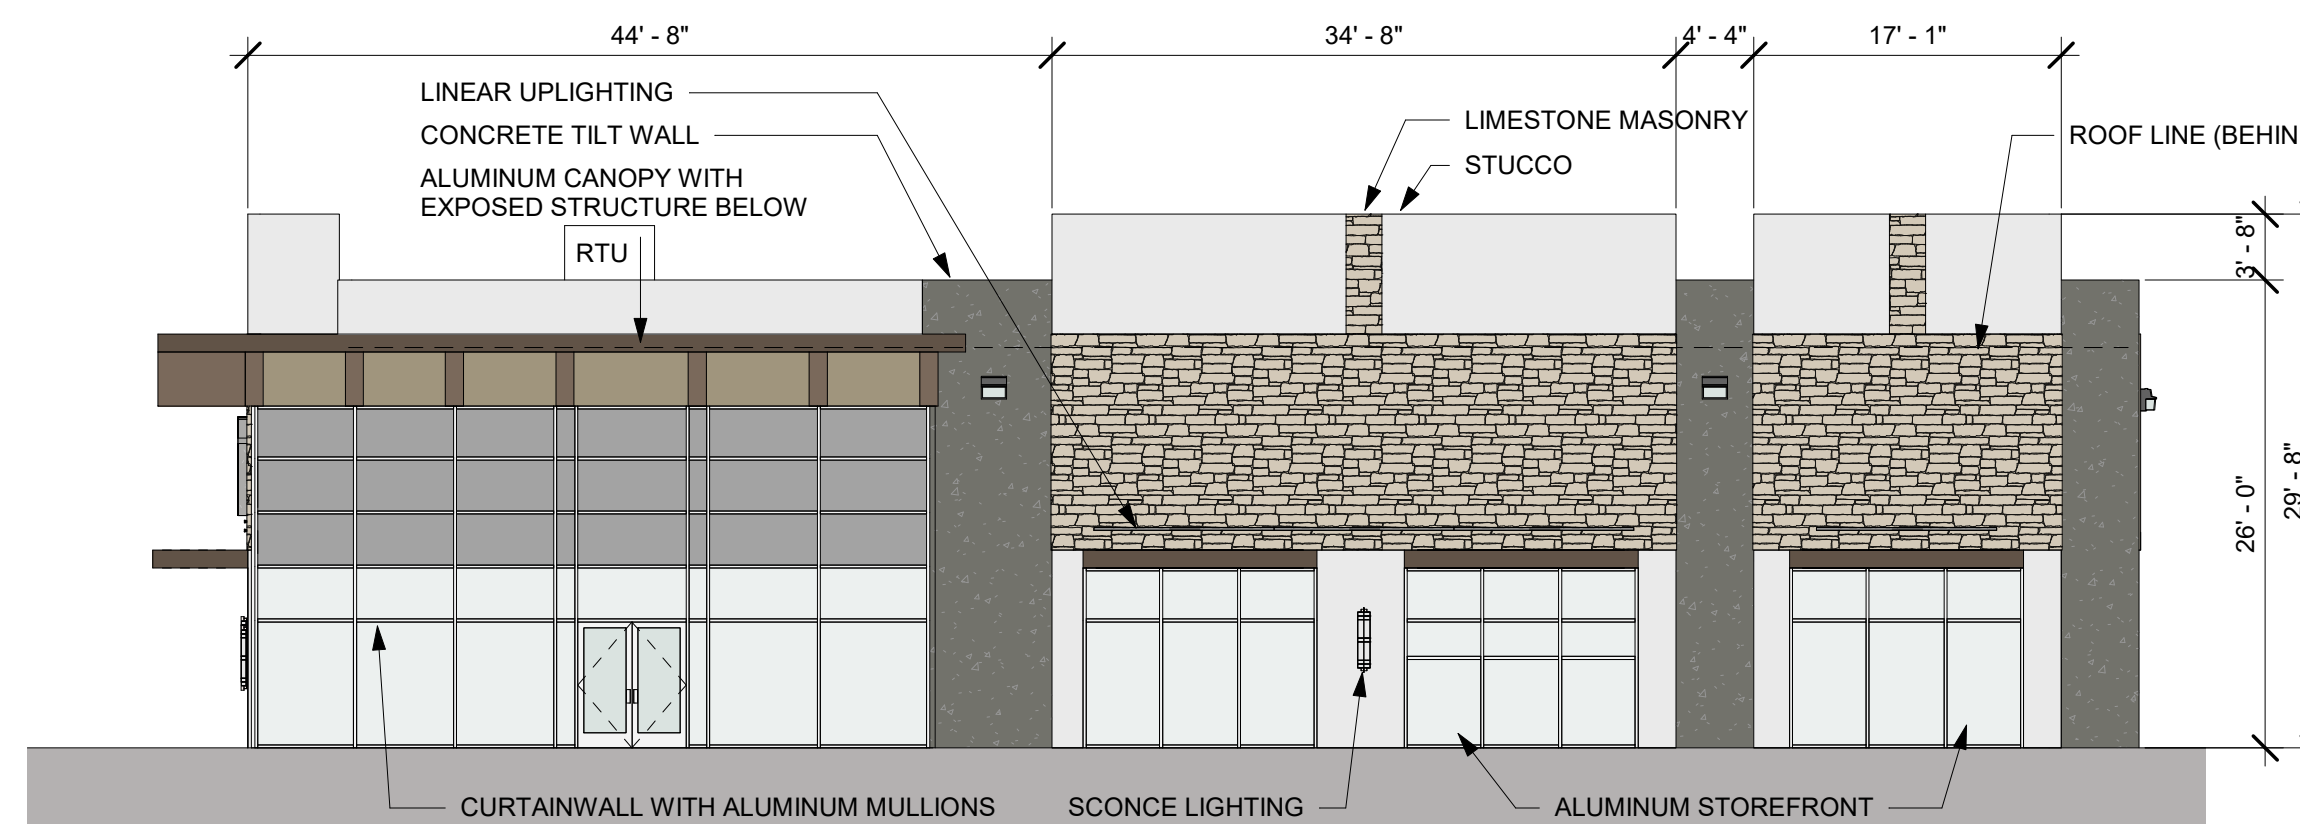 44' - 8"
34' - 8"
4' - 4"
17' - 1"
LINEAR UPLIGHTING
CONCRETE TILT WALL
ALUMINUM CANOPY WITH
EXPOSED STRUCTURE BELOW
RTU
LIMESTONE MASONRY
STUCCO
ROOF LINE (BEHIN
3' - 8"
26' - 0"
29' - 8"
CURTAINWALL WITH ALUMINUM MULLIONS
SCONCE LIGHTING
ALUMINUM STOREFRONT